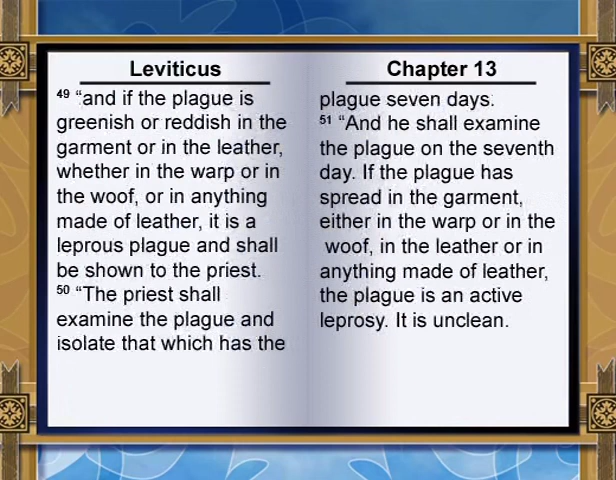 Leviticus
49 “and if the plague is
greenish or reddish in the
garment or in the leather,
whether in the warp or in
the woof, or in anything
made of leather, it is a
leprous plague and shall
be shown to the priest.
50 “The priest shall
examine the plague and
isolate that which has the
Chapter 13
plague seven days.
51 “And he shall examine
the plague on the seventh
day. If the plague has
spread in the garment,
either in the warp or in the
woof, in the leather or in
anything made of leather,
the plague is an active
leprosy. It is unclean.